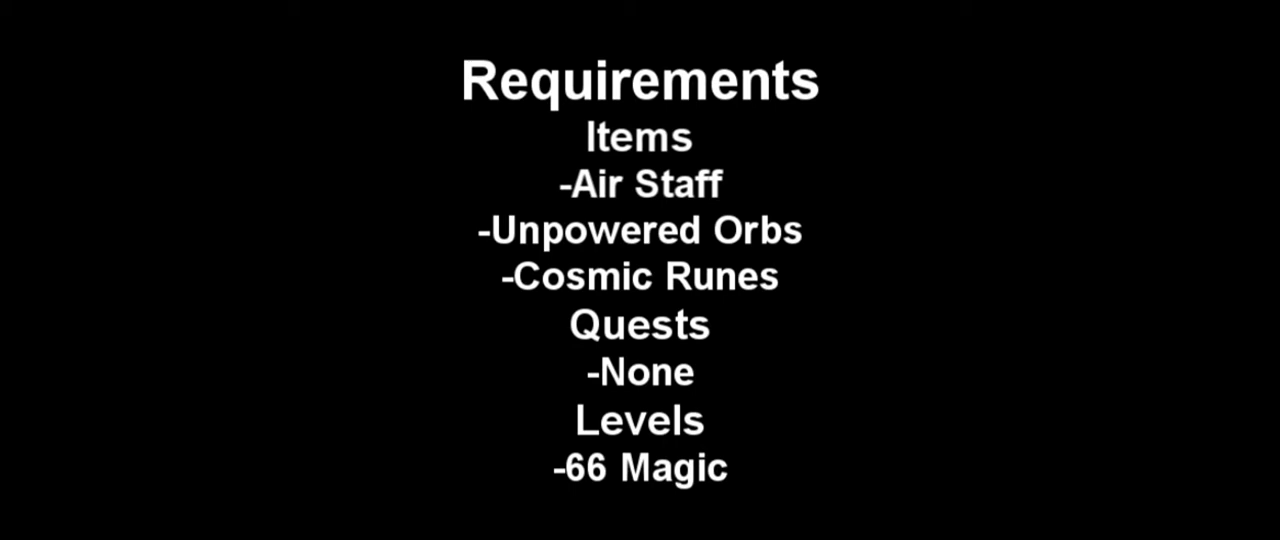 Requirements
Items
-Air Staff
-Unpowered Orbs
-Cosmic Runes
Quests
-None
Levels
-66 Magic